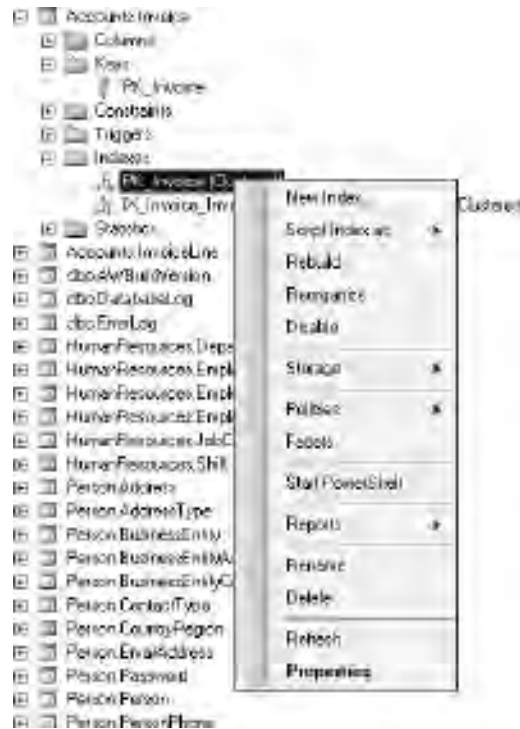 Accounts.Invoice
Columns
Keys
PK_Invoice
Constraints
Triggers
Indexes
PK_Invoice (Clu
IX_Invoice_Inv
Clustered
Statistics
Accounts.InvoiceLine
dbo.AWBuildVersion
dbo.DatabaseLog
dbo.ErrorLog
HumanResources.Depa
HumanResources.Empl
HumanResources.Empl
HumanResources.Empl
HumanResources.JobC
HumanResources.Shift
Person.Address
Person.AddressType
Person.BusinessEntity
Person.BusinessEntityA
Person.BusinessEntityC
Person.ContactType
Person.CountryRegion
Person.EmailAddress
Person.Password
Person.Person
Person.PersonPhone
New Index...
Script Index as
Rebuild
Reorganize
Disable
Storage
Policies
Facets
Start PowerShell
Reports
Rename
Delete
Refresh
Properties